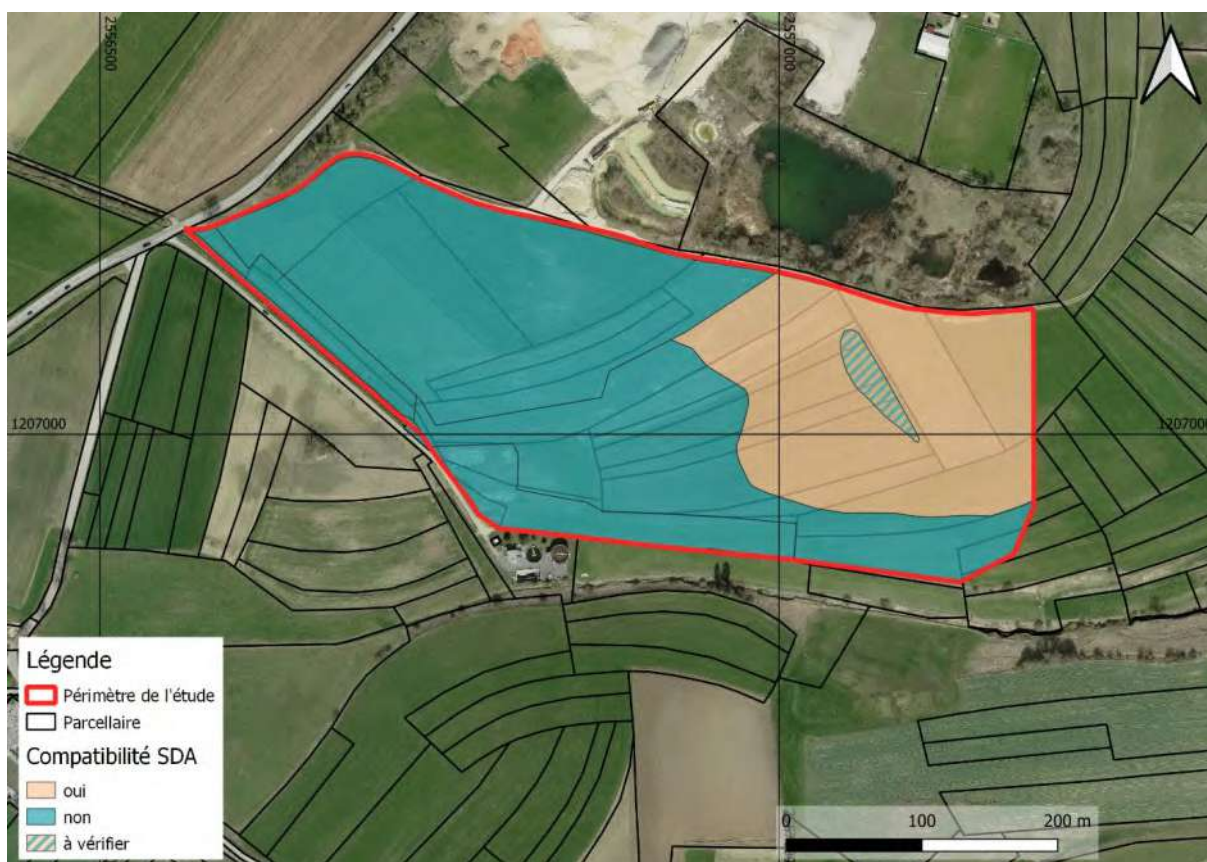 2556500
2557000
1207000
1207000
Légende
Périmètre de l'étude
Parcellaire
Compatibilité SDA
oui
non
à vérifier
0 100 200 m